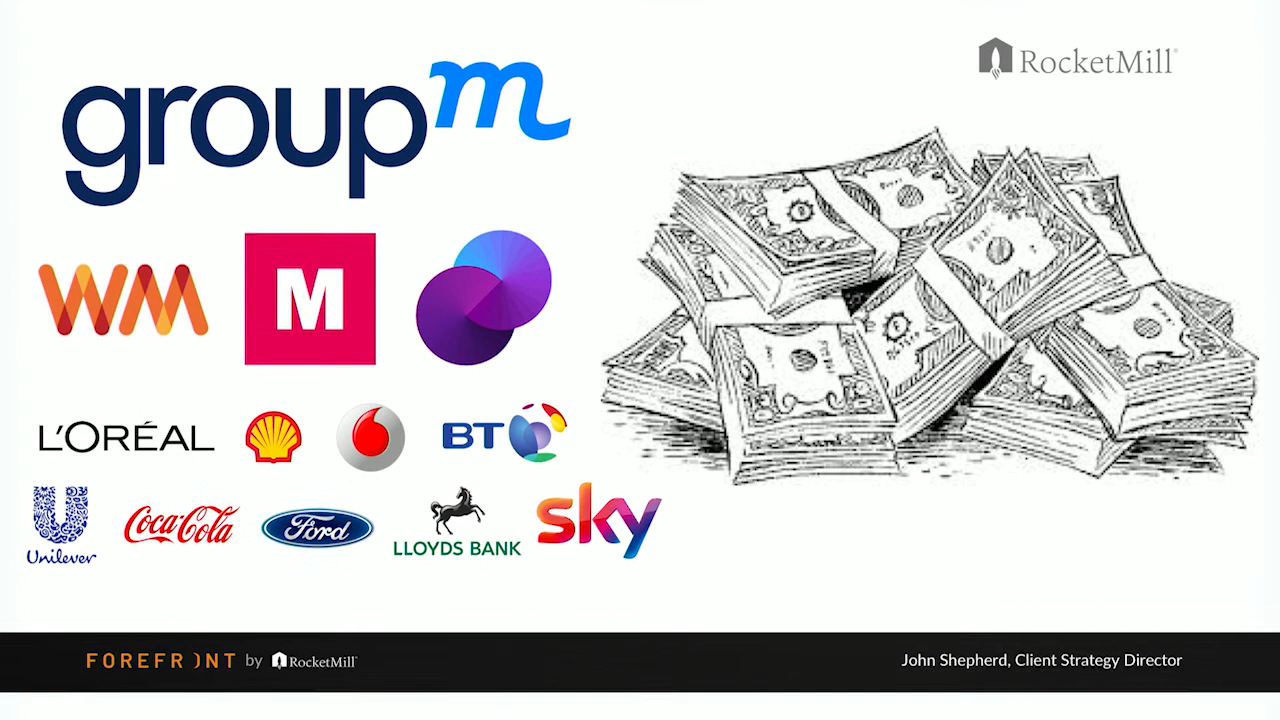 groupm
RocketMill
WM
M
L'ORÉAL
BT
Unilever
Coca-Cola
Ford
LLOYDS BANK
sky
FOREFRONT by RocketMill
John Shepherd, Client Strategy Director